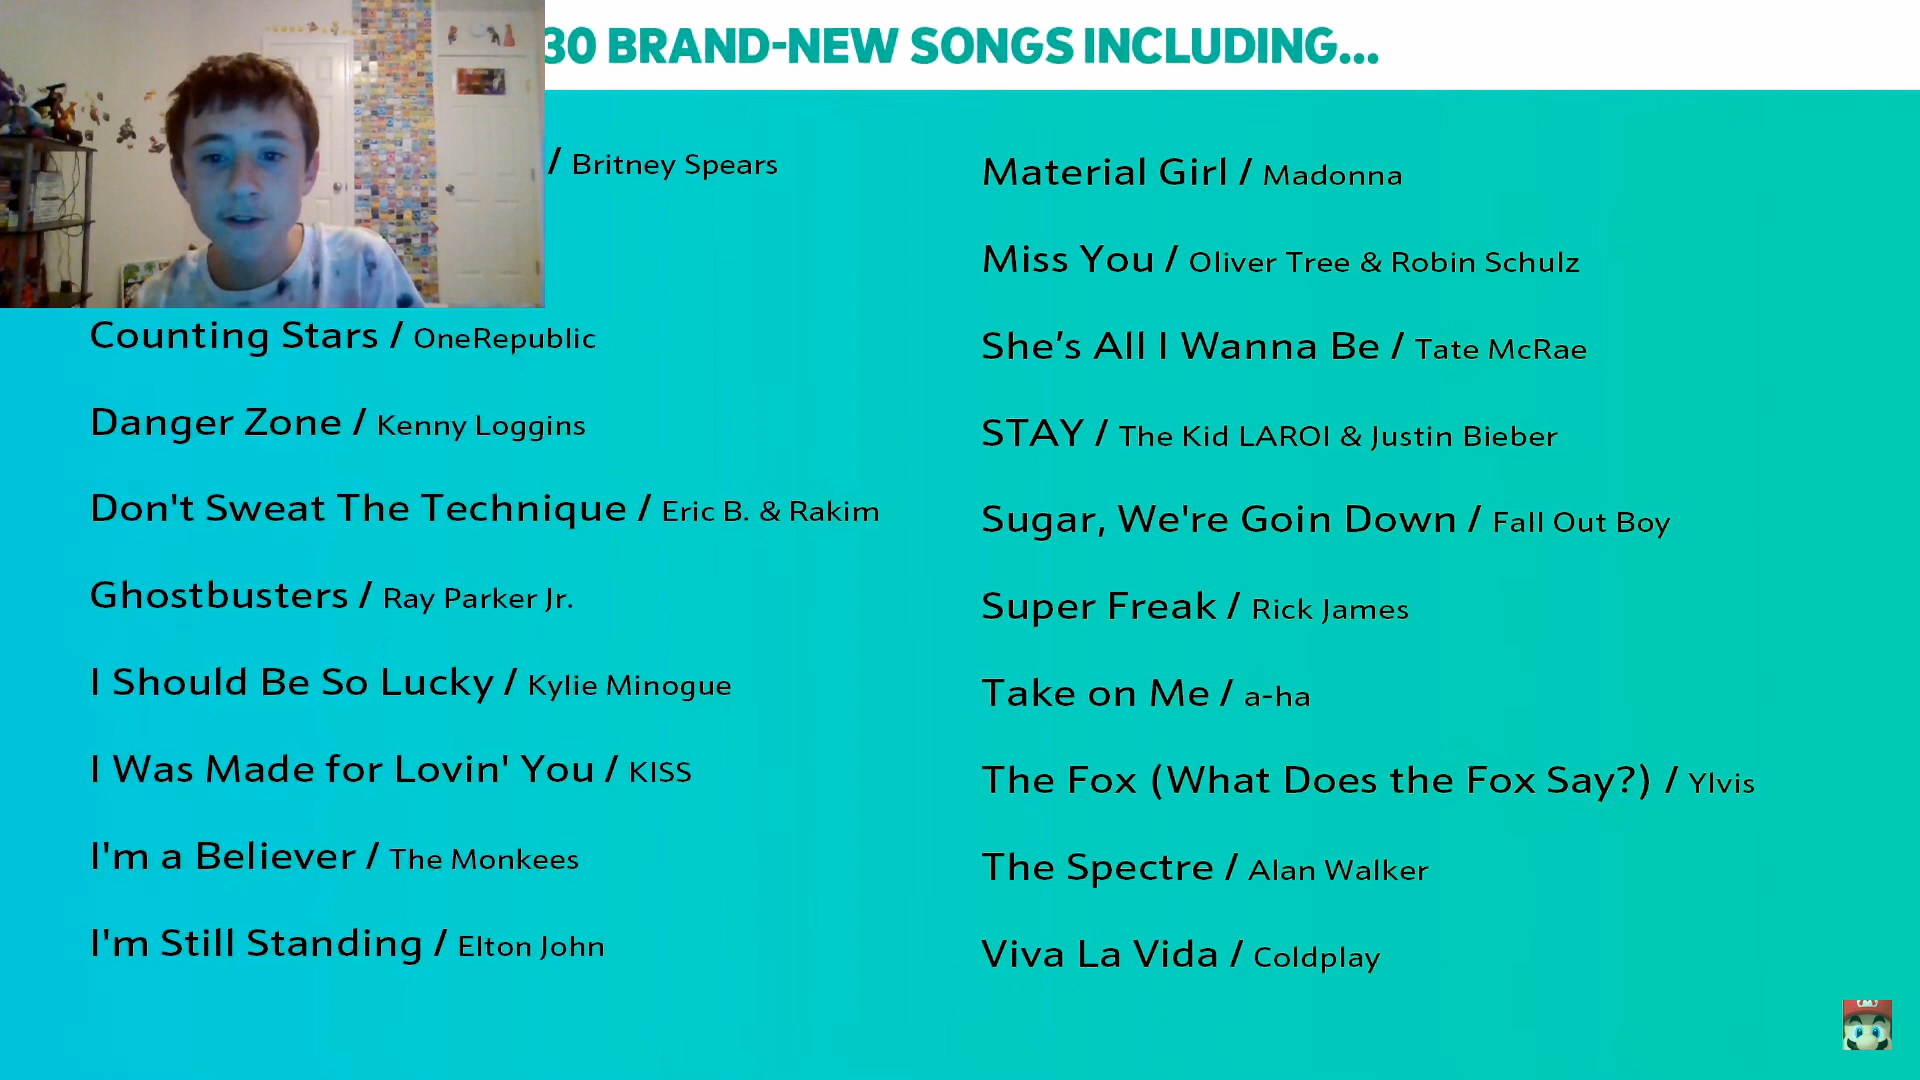 30 BRAND-NEW SONGS INCLUDING...
/ Britney Spears
Counting Stars / OneRepublic
Danger Zone / Kenny Loggins
Don't Sweat The Technique / Eric B. & Rakim
Ghostbusters / Ray Parker Jr.
I Should Be So Lucky / Kylie Minogue
I Was Made for Lovin' You / KISS
I'm a Believer / The Monkees
I'm Still Standing / Elton John
Material Girl / Madonna
Miss You / Oliver Tree & Robin Schulz
She’s All I Wanna Be / Tate McRae
STAY / The Kid LAROI & Justin Bieber
Sugar, We're Goin Down / Fall Out Boy
Super Freak / Rick James
Take on Me / a-ha
The Fox (What Does the Fox Say?) / Ylvis
The Spectre / Alan Walker
Viva La Vida / Coldplay